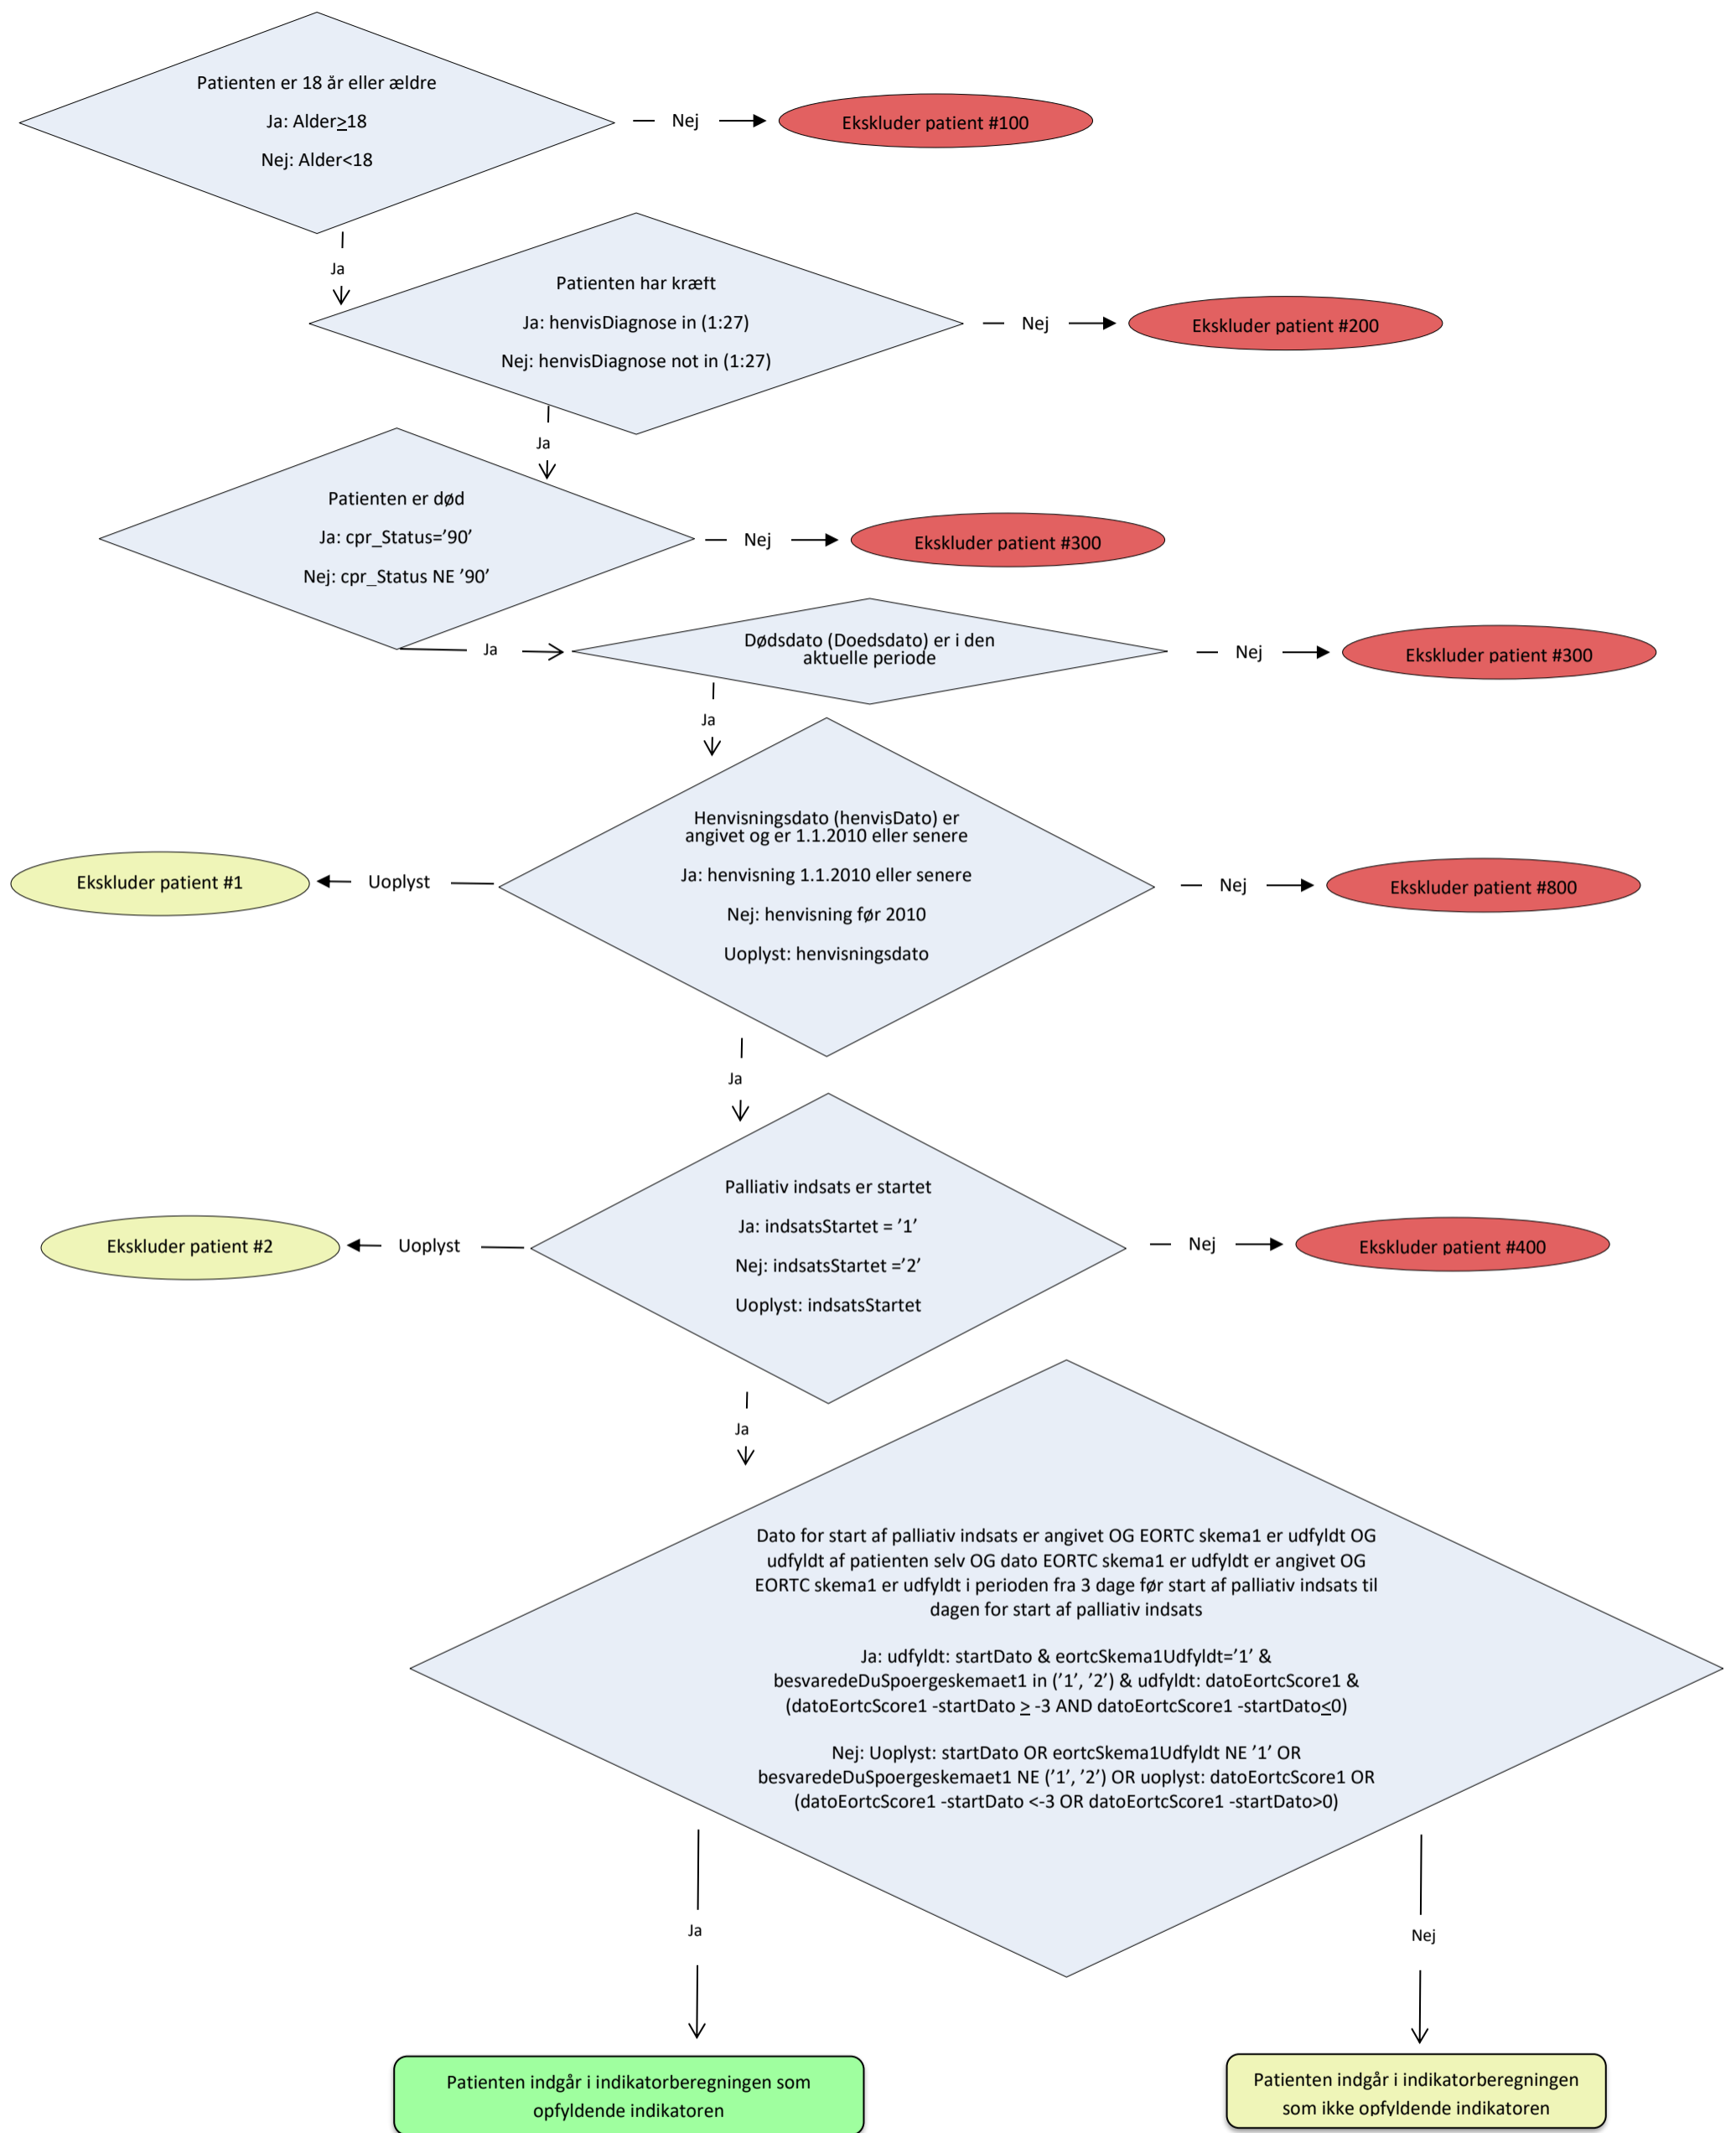 Patienten er 18 år eller ældre
Ja: Alder≥18
Nej: Alder<18
Nej
Ekskluder patient #100
Ja
Patienten har kræft
Ja: henvisDiagnose in (1:27)
Nej: henvisDiagnose not in (1:27)
Nej
Ekskluder patient #200
Ja
Patienten er død
Ja: cpr_Status=’90’
Nej: cpr_Status NE ’90’
Nej
Ekskluder patient #300
Ja
Dødsdato (Doedsdato) er i den
aktuelle periode
Nej
Ekskluder patient #300
Ja
Henvisningsdato (henvisDato) er
angivet og er 1.1.2010 eller senere
Ja: henvisning 1.1.2010 eller senere
Nej: henvisning før 2010
Uoplyst: henvisningsdato
Uoplyst
Ekskluder patient #1
Nej
Ekskluder patient #800
Ja
Palliativ indsats er startet
Ja: indsatsStartet = ’1’
Nej: indsatsStartet =’2’
Uoplyst: indsatsStartet
Uoplyst
Ekskluder patient #2
Nej
Ekskluder patient #400
Ja
Dato for start af palliativ indsats er angivet OG EORTC skema1 er udfyldt OG
udfyldt af patienten selv OG dato EORTC skema1 er udfyldt er angivet OG
EORTC skema1 er udfyldt i perioden fra 3 dage før start af palliativ indsats til
dagen for start af palliativ indsats
Ja: udfyldt: startDato & eortcSkema1Udfyldt=’1’ &
besvaredeDuSpoergeskemaet1 in (’1’, ’2’) & udfyldt: datoEortcScore1 &
(datoEortcScore1 -startDato ≥ -3 AND datoEortcScore1 -startDato≤0)
Nej: Uoplyst: startDato OR eortcSkema1Udfyldt NE ’1’ OR
besvaredeDuSpoergeskemaet1 NE (’1’, ’2’) OR uoplyst: datoEortcScore1 OR
(datoEortcScore1 -startDato <-3 OR datoEortcScore1 -startDato>0)
Ja
Nej
Patienten indgår i indikatorberegningen som
opfyldende indikatoren
Patienten indgår i indikatorberegningen
som ikke opfyldende indikatoren